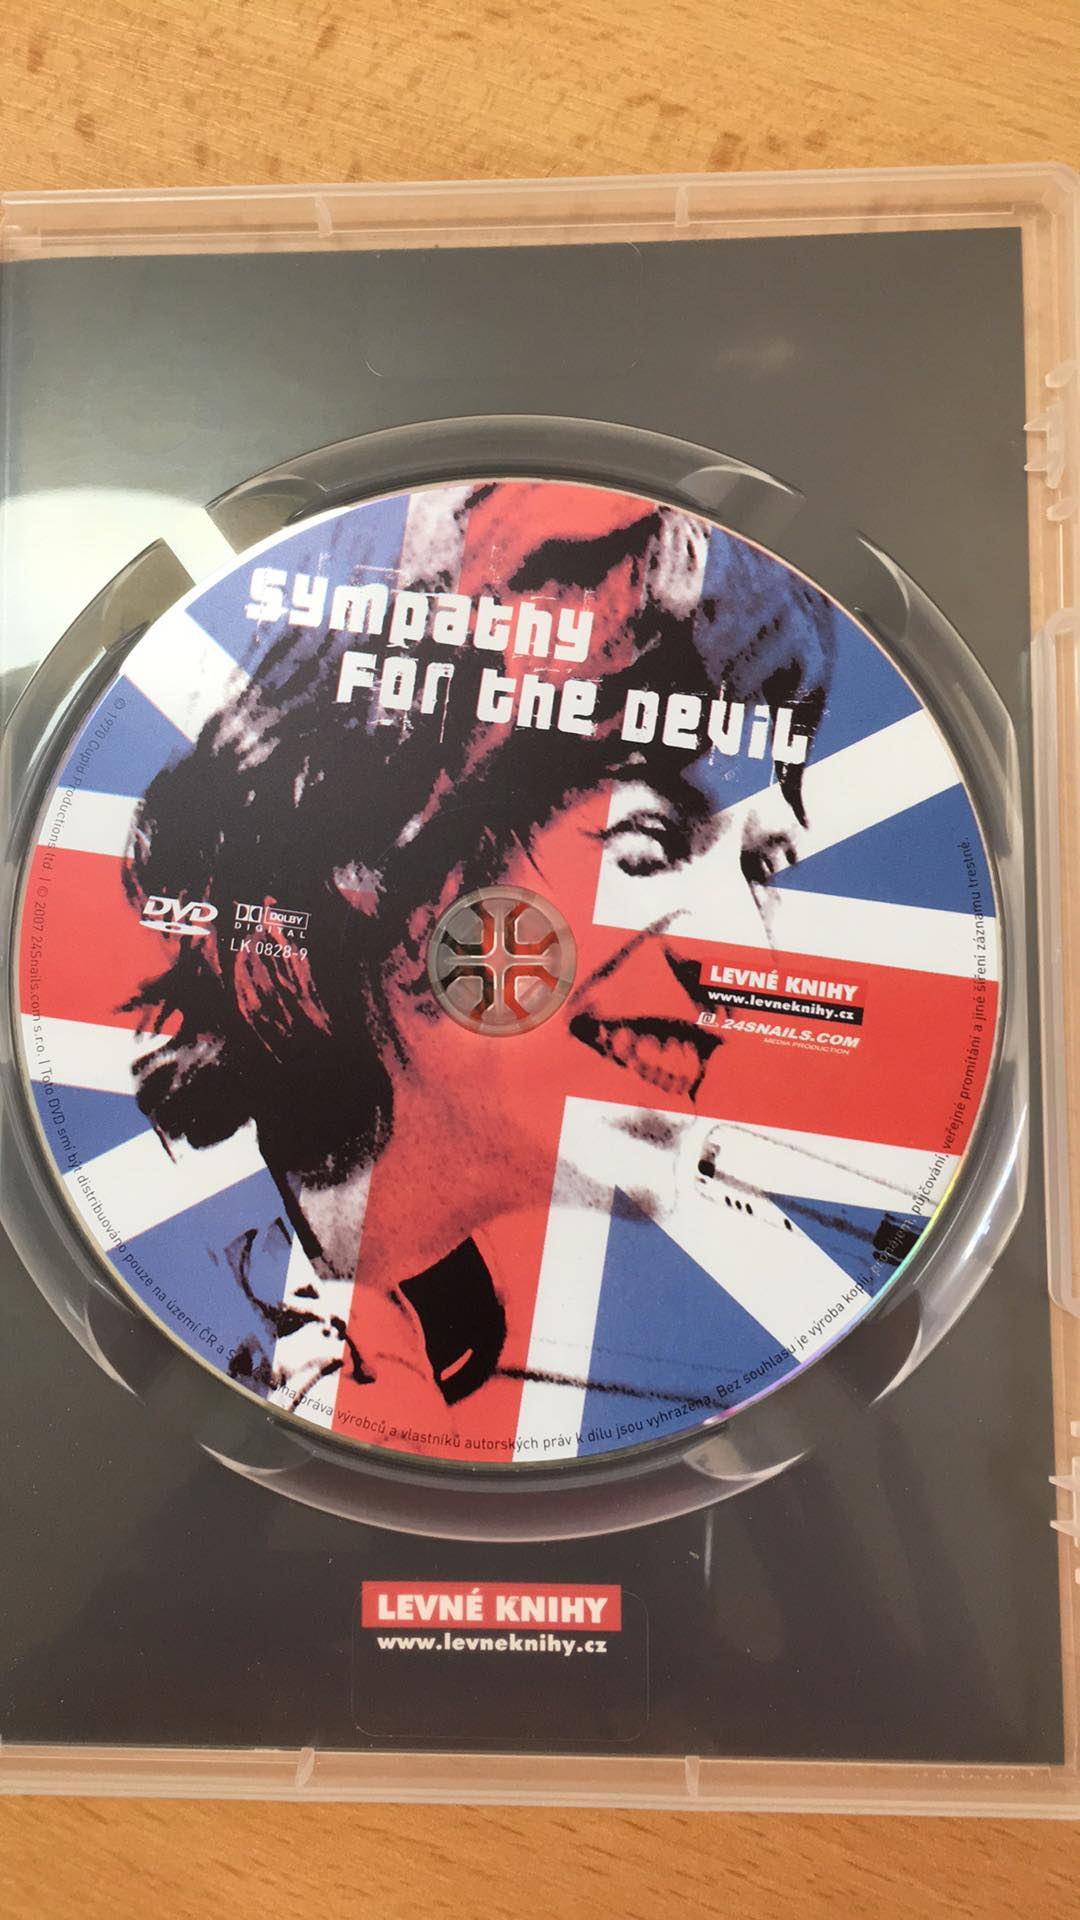 Sympathy
For the Devil
DVD
DOLBY
DIGITAL
LK 0828-9
LEVNÉ KNIHY
www.levneknihy.cz
24SNAILS.COM
MEDIA PRODUCTION
© 1970 Cupid Productions ltd | © 2007 24Snails.com s.r.o. | Toto DVD smí být distribuováno pouze na území ČR a práva výrobců a vlastníků autorských práv k dílu jsou vyhrazena. Bez souhlasu je výroba kopií, pronájem, půjčování, veřejné promítání a jiné šíření záznamu trestné.
LEVNÉ KNIHY
www.levneknihy.cz